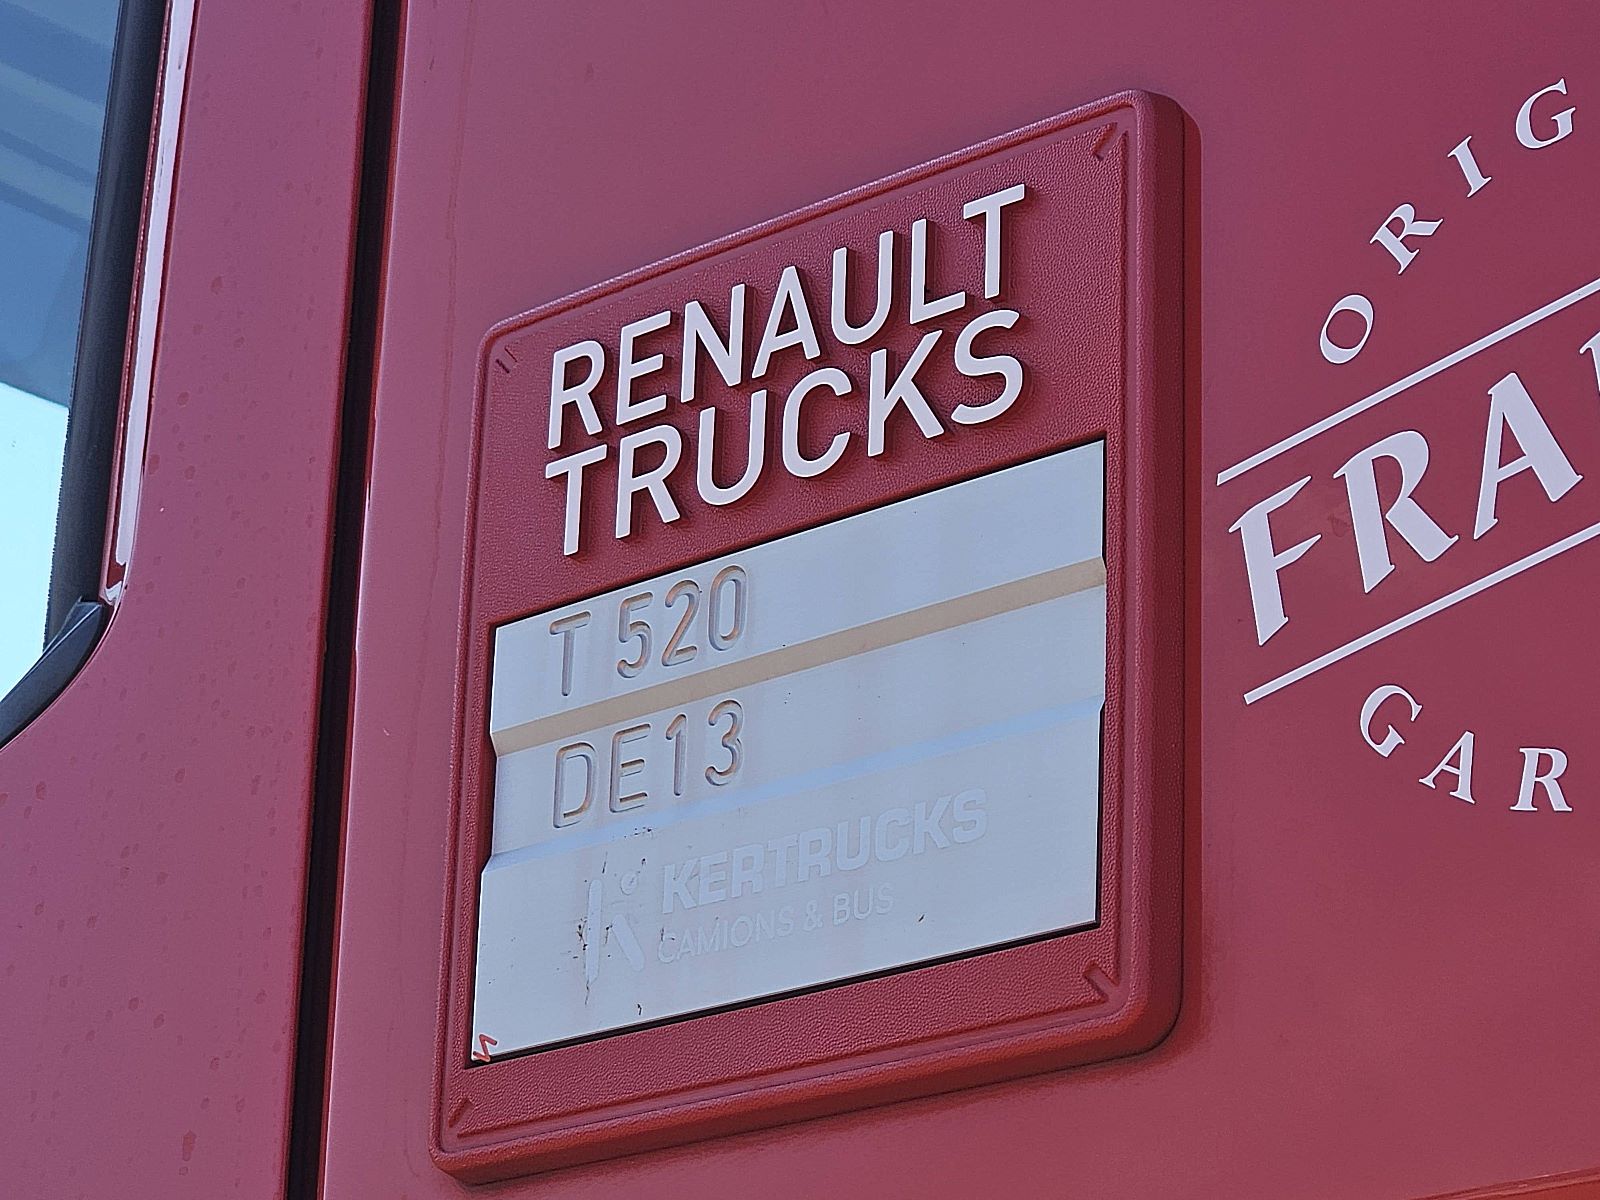 RENAULT
TRUCKS
T 520
DE13
KERTRUCKS
CAMIONS & BUS
ORIG
FRA
GAR